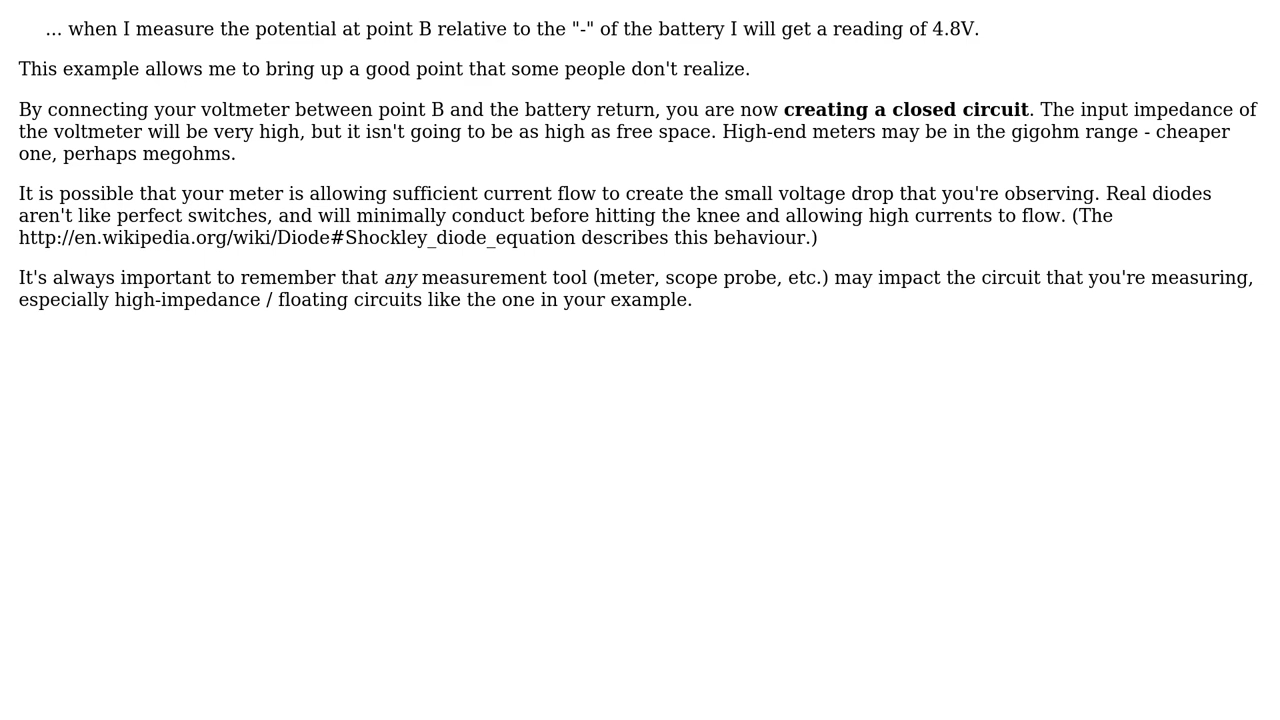 ... when I measure the potential at point B relative to the "-" of the battery I will get a reading of 4.8V.
This example allows me to bring up a good point that some people don't realize.
By connecting your voltmeter between point B and the battery return, you are now creating a closed circuit. The input impedance of
the voltmeter will be very high, but it isn't going to be as high as free space. High-end meters may be in the gigohm range - cheaper
one, perhaps megohms.
It is possible that your meter is allowing sufficient current flow to create the small voltage drop that you're observing. Real diodes
aren't like perfect switches, and will minimally conduct before hitting the knee and allowing high currents to flow. (The
http://en.wikipedia.org/wiki/Diode#Shockley_diode_equation describes this behaviour.)
It's always important to remember that any measurement tool (meter, scope probe, etc.) may impact the circuit that you're measuring,
especially high-impedance / floating circuits like the one in your example.